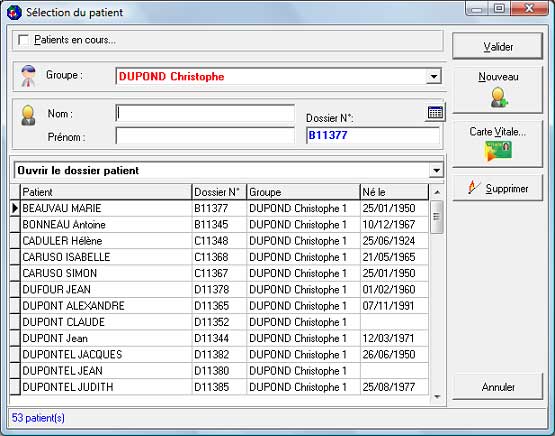 Sélection du patient
Patients en cours...
Groupe : DUPOND Christophe
Nom :
Dossier N°:
Prénom : B11377
Ouvrir le dossier patient
Patient Dossier N° Groupe Né le
BEAUVAU MARIE B11377 DUPOND Christophe 1 25/01/1950
BONNEAU Antoine B11345 DUPOND Christophe 1 10/12/1967
CADULER Hélène C11348 DUPOND Christophe 1 25/06/1924
CARUSO ISABELLE C11368 DUPOND Christophe 1 21/05/1965
CARUSO SIMON C11367 DUPOND Christophe 1 25/01/1950
DUFOUR JEAN D11378 DUPOND Christophe 1 01/02/1960
DUPONT ALEXANDRE D11365 DUPOND Christophe 1 07/11/1991
DUPONT CLAUDE D11352 DUPOND Christophe 1
DUPONT Jean D11344 DUPOND Christophe 1 12/03/1971
DUPONTEL JACQUES D11382 DUPOND Christophe 1 26/06/1950
DUPONTEL JEAN D11380 DUPOND Christophe 1
DUPONTEL JUDITH D11385 DUPOND Christophe 1 25/08/1977
53 patient(s)
Valider
Nouveau
Carte Vitale...
Supprimer
Annuler